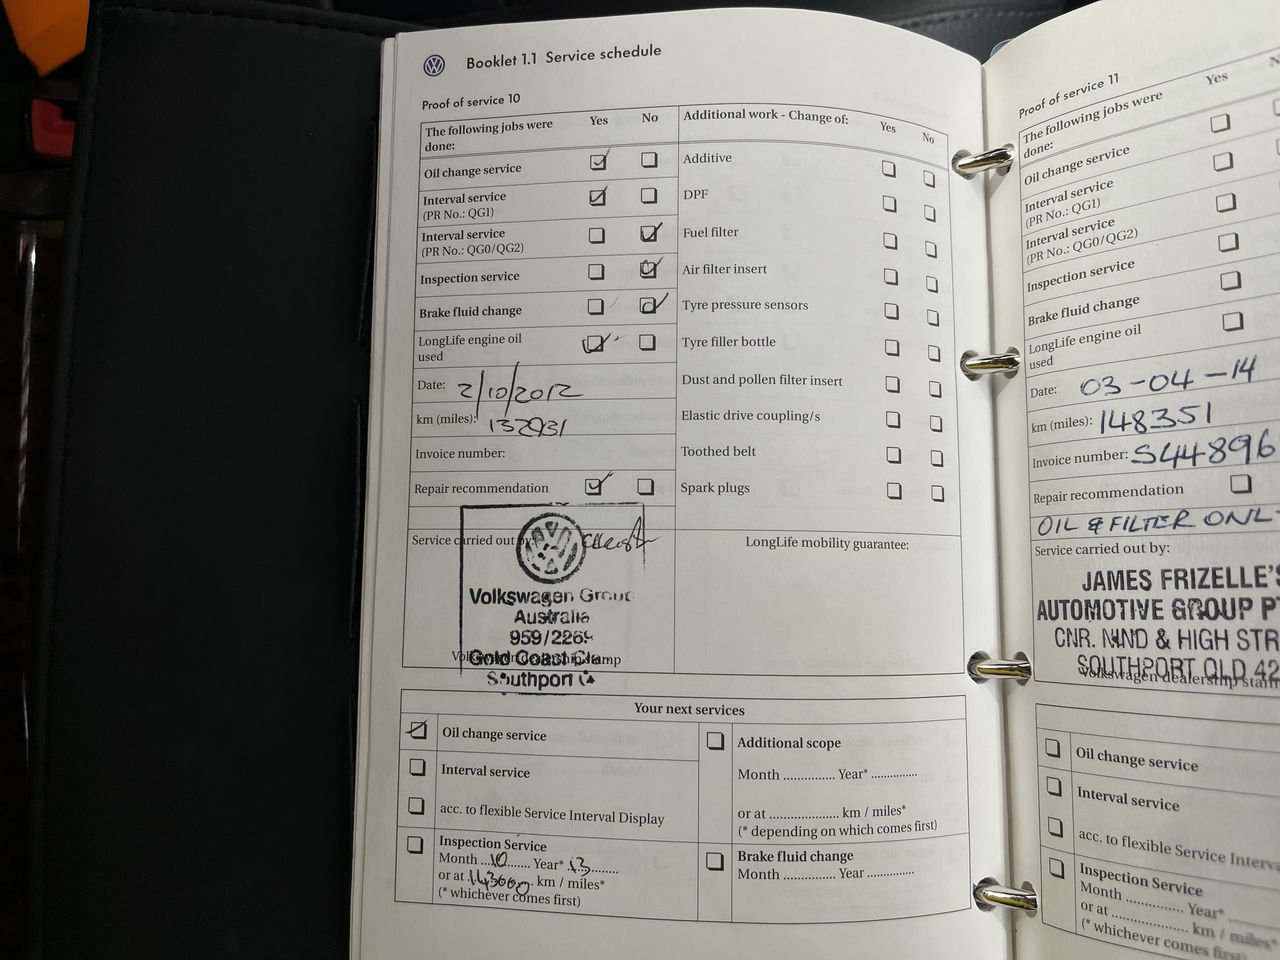 Booklet 1.1 Service schedule
Proof of service 10
The following jobs were done: Yes No
Oil change service
Interval service
(PR No.: QG1)
Interval service
(PR No.: QG0/QG2)
Inspection service
Brake fluid change
LongLife engine oil
used
Date: 2/10/2012
km (miles): 132931
Invoice number:
Repair recommendation
Service carried out by:
Volkswagen Group
Australia
959/2269
Gold Coast
Southport
Additional work - Change of: Yes No
Additive
DPF
Fuel filter
Air filter insert
Tyre pressure sensors
Tyre filler bottle
Dust and pollen filter insert
Elastic drive coupling/s
Toothed belt
Spark plugs
LongLife mobility guarantee:
Your next services
Oil change service
Interval service
acc. to flexible Service Interval Display
Inspection Service
Month ...10........ Year* .13.........
or at 143000. km / miles*
(* whichever comes first)
Additional scope
Month .............. Year* .............
or at .................... km / miles*
(* depending on which comes first)
Brake fluid change
Month .............. Year .............
Proof of service 11
The following jobs were Yes
done:
Oil change service
Interval service
(PR No.: QG1)
Interval service
(PR No.: QG0/QG2)
Inspection service
Brake fluid change
LongLife engine oil
used
Date: 03-04-14
km (miles): 148351
Invoice number: S44896
Repair recommendation
OIL & FILTER ONL
Service carried out by:
JAMES FRIZELLE'S
AUTOMOTIVE GROUP P
CNR. NIND & HIGH STR
SOUTHPORT QLD 42
Volkswagen dealership stam
Oil change service
Interval service
acc. to flexible Service Interva
Inspection Service
Month .............. Year*
or at .................... km / miles*
(* whichever comes first)